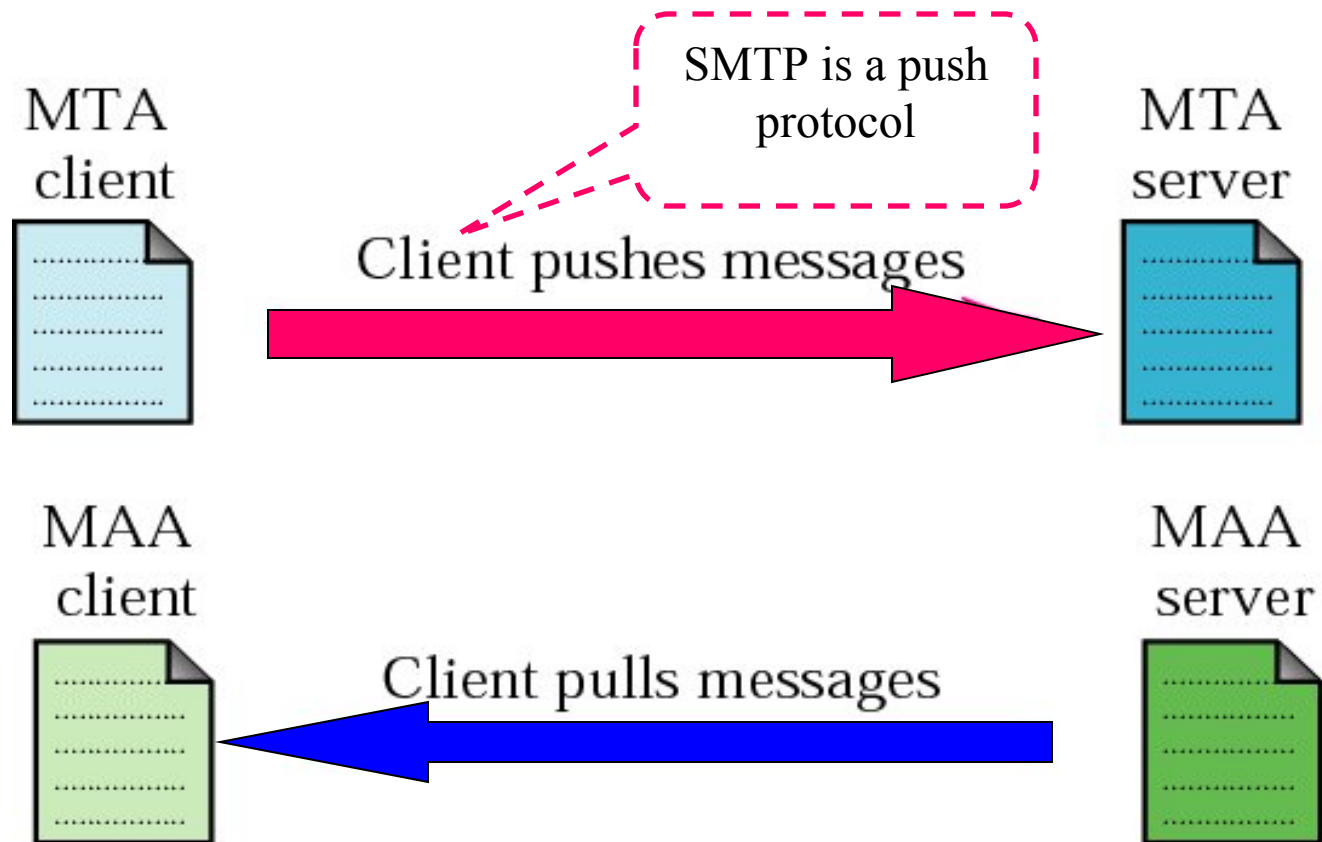 SMTP is a push
protocol
MTA
client
MTA
server
Client pushes messages
MAA
client
MAA
server
Client pulls messages